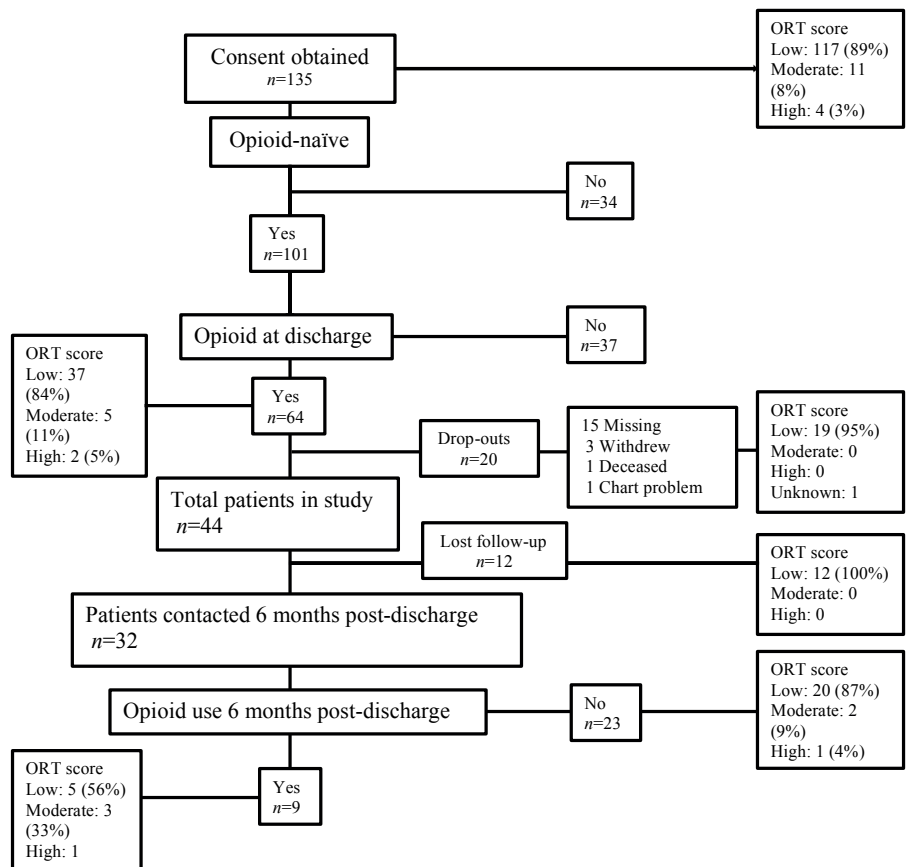 Consent obtained
n=135
ORT score
Low: 117 (89%)
Moderate: 11
(8%)
High: 4 (3%)
Opioid-naïve
No
n=34
Yes
n=101
Opioid at discharge
No
n=37
ORT score
Low: 37
(84%)
Moderate: 5
(11%)
High: 2 (5%)
Yes
n=64
Drop-outs
n=20
15 Missing
3 Withdrew
1 Deceased
1 Chart problem
ORT score
Low: 19 (95%)
Moderate: 0
High: 0
Unknown: 1
Total patients in study
n=44
Lost follow-up
n=12
ORT score
Low: 12 (100%)
Moderate: 0
High: 0
Patients contacted 6 months post-discharge
n=32
Opioid use 6 months post-discharge
No
n=23
ORT score
Low: 20 (87%)
Moderate: 2
(9%)
High: 1 (4%)
ORT score
Low: 5 (56%)
Moderate: 3
(33%)
High: 1
Yes
n=9